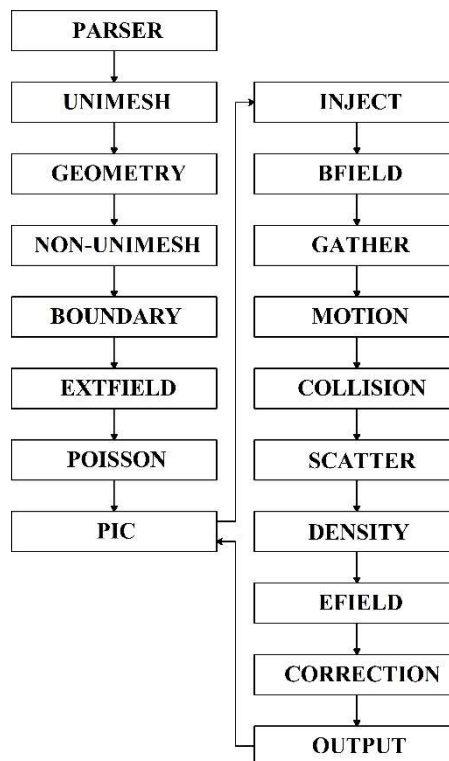 PARSER
UNIMESH
GEOMETRY
NON-UNIMESH
BOUNDARY
EXTFIELD
POISSON
PIC
INJECT
BFIELD
GATHER
MOTION
COLLISION
SCATTER
DENSITY
EFIELD
CORRECTION
OUTPUT